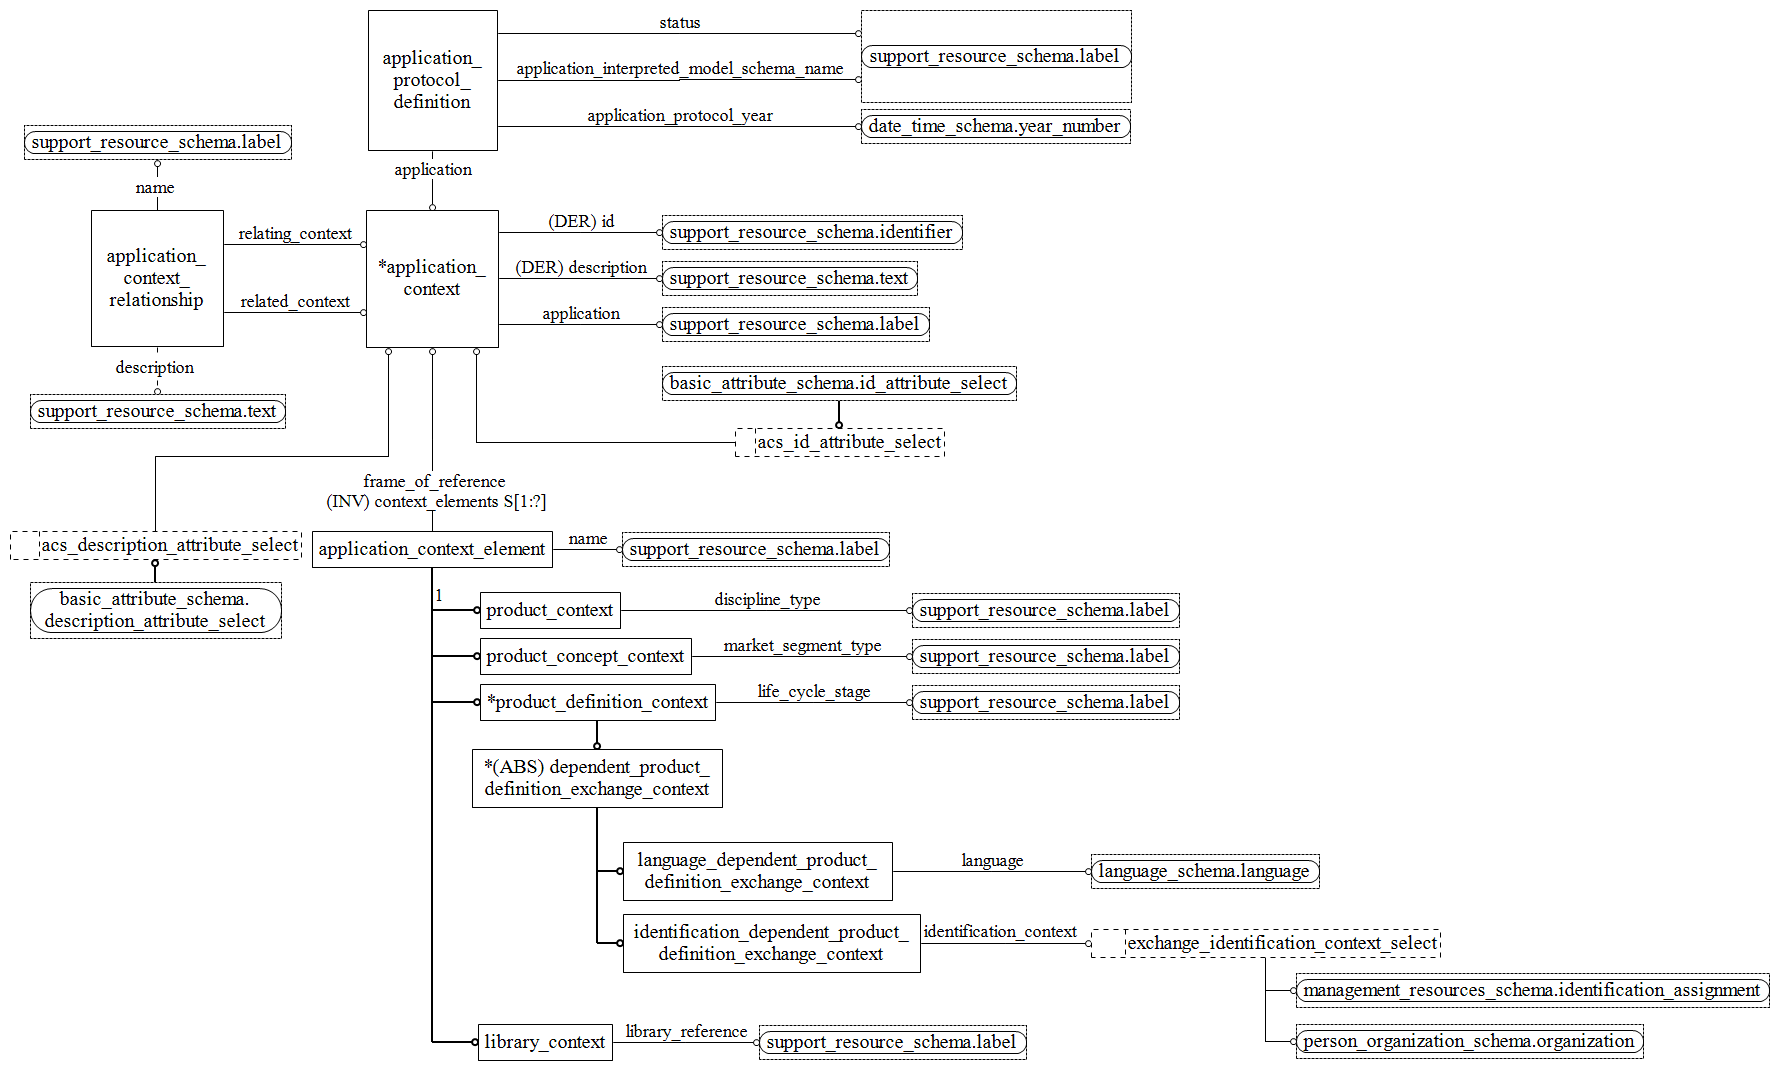 status
application_
protocol_
definition
support_resource_schema.label
application_interpreted_model_schema_name
application_protocol_year
date_time_schema.year_number
support_resource_schema.label
application
name
application_
context_
relationship
relating_context
related_context
*application_
context
(DER) id
support_resource_schema.identifier
(DER) description
support_resource_schema.text
application
support_resource_schema.label
description
support_resource_schema.text
basic_attribute_schema.id_attribute_select
acs_id_attribute_select
frame_of_reference
(INV) context_elements S[1:?]
acs_description_attribute_select
basic_attribute_schema.
description_attribute_select
application_context_element
name
support_resource_schema.label
1
product_context
discipline_type
support_resource_schema.label
product_concept_context
market_segment_type
support_resource_schema.label
*product_definition_context
life_cycle_stage
support_resource_schema.label
*(ABS) dependent_product_
definition_exchange_context
language_dependent_product_
definition_exchange_context
language
language_schema.language
identification_dependent_product_
definition_exchange_context
identification_context
exchange_identification_context_select
management_resources_schema.identification_assignment
person_organization_schema.organization
library_context
library_reference
support_resource_schema.label